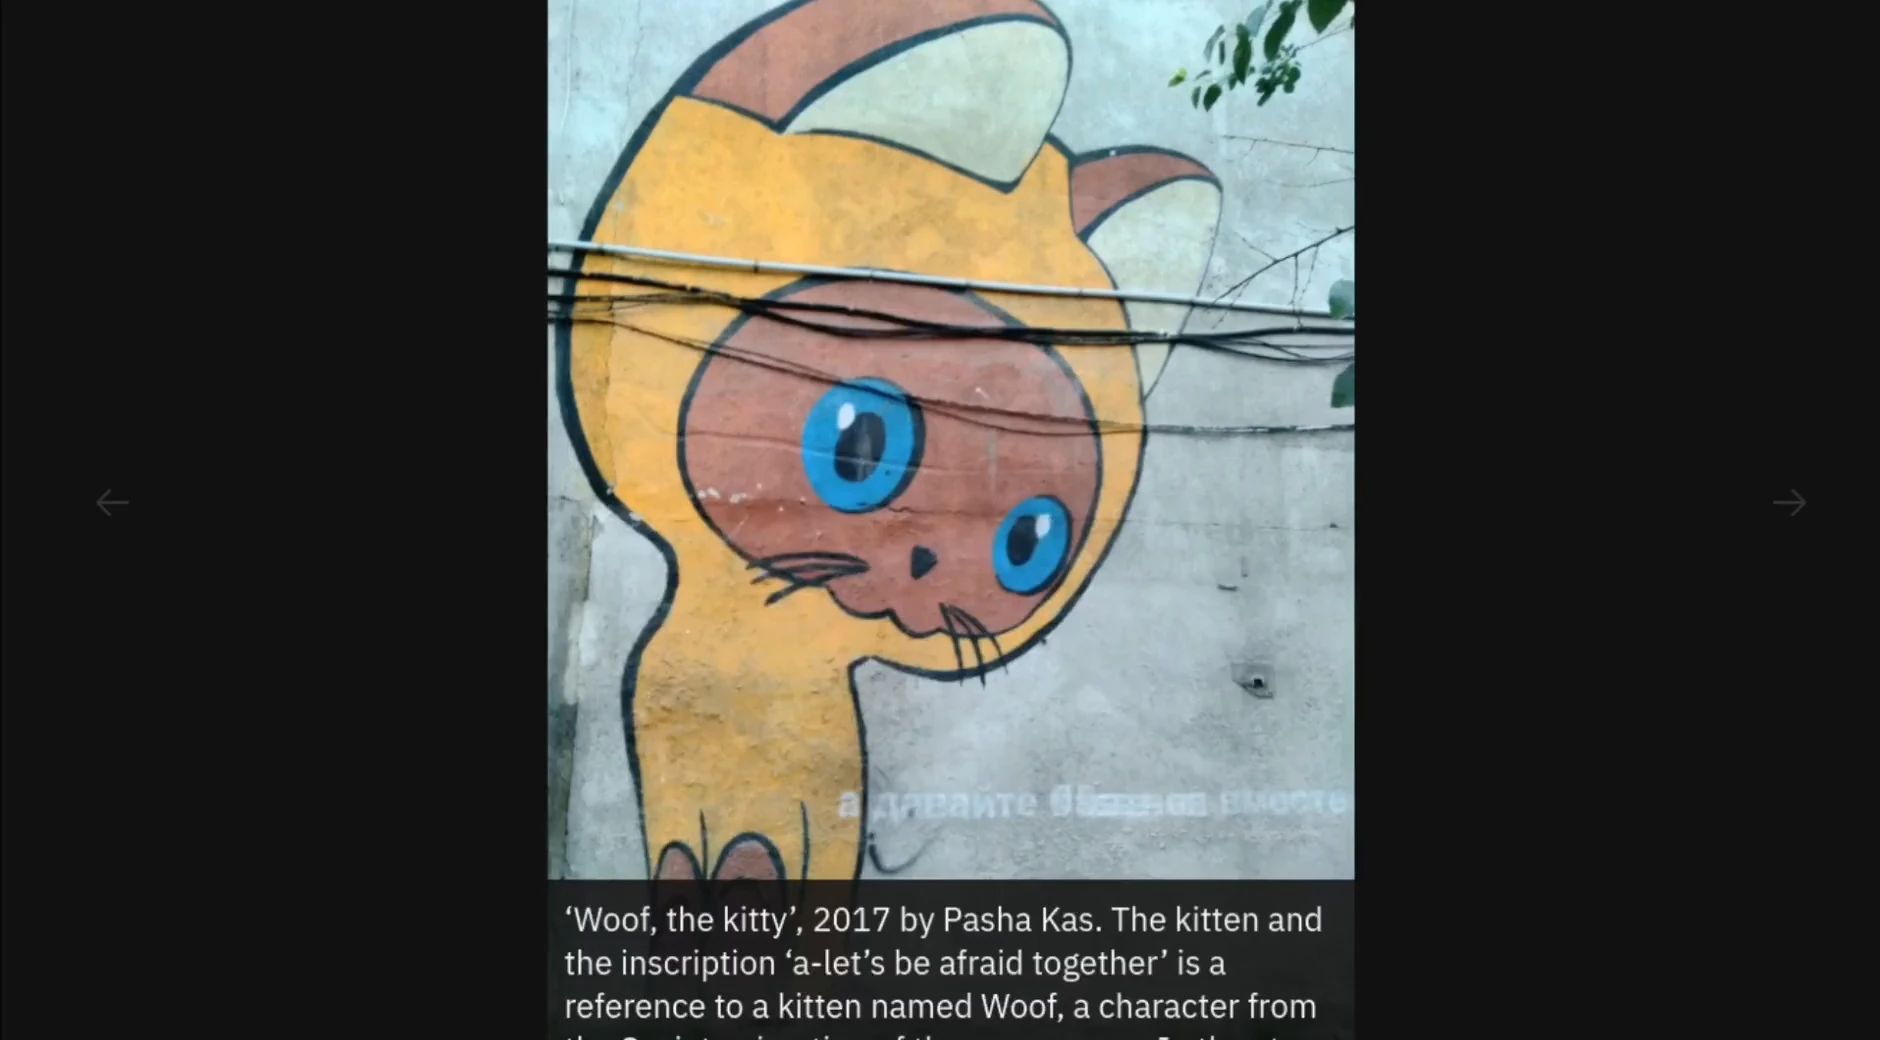 а давайте вместе
‘Woof, the kitty’, 2017 by Pasha Kas. The kitten and
the inscription ‘a-let’s be afraid together’ is a
reference to a kitten named Woof, a character from